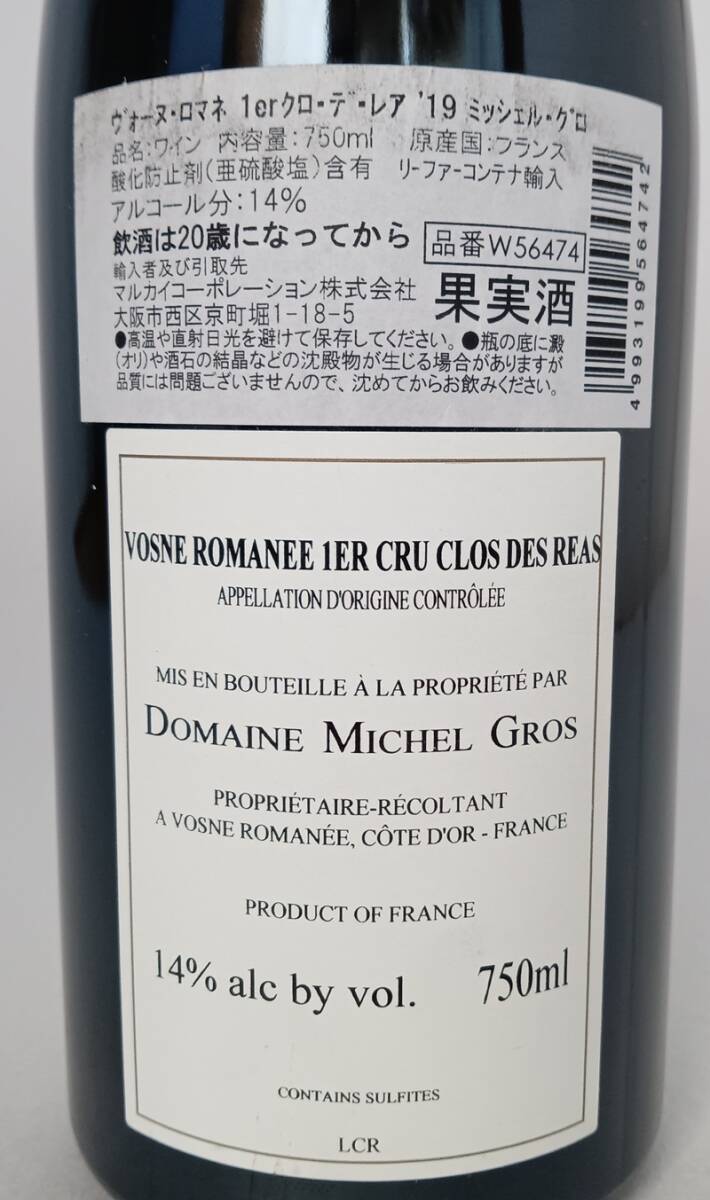 ヴォーヌ・ロマネ 1erクロ・デ・レア '19 ミッシェル・グロ
品名:ワイン 内容量:750ml 原産国:フランス
酸化防止剤(亜硫酸塩)含有 リーファーコンテナ輸入
アルコール分:14%
飲酒は20歳になってから 品番W56474
輸入者及び引取先
マルカイコーポレーション株式会社 果実酒
大阪市西区京町堀1-18-5
●高温や直射日光を避けて保存してください。●瓶の底に澱
(オリ)や酒石の結晶などの沈殿物が生じる場合がありますが
品質には問題ございませんので、沈めてからお飲みください。
4993199564742
VOSNE ROMANEE 1ER CRU CLOS DES REAS
APPELLATION D'ORIGINE CONTRÔLÉE
MIS EN BOUTEILLE À LA PROPRIÉTÉ PAR
DOMAINE MICHEL GROS
PROPRIÉTAIRE-RÉCOLTANT
A VOSNE ROMANÉE, CÔTE D'OR - FRANCE
PRODUCT OF FRANCE
14% alc by vol. 750ml
CONTAINS SULFITES
LCR